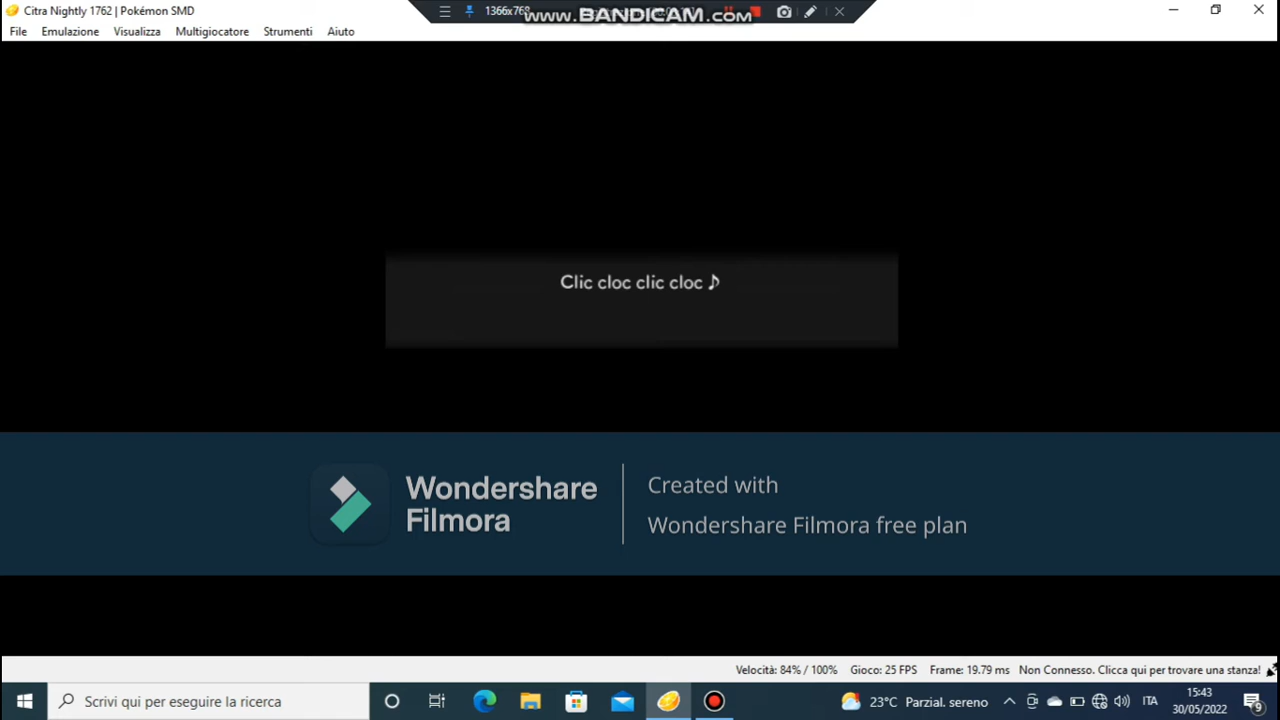 Citra Nightly 1762 | Pokémon SMD
1366x768
www.BANDICAM.com
File Emulazione Visualizza Multigiocatore Strumenti Aiuto
Clic cloc clic cloc ♪
Wondershare
Filmora
Created with
Wondershare Filmora free plan
Velocità: 84% / 100% Gioco: 25 FPS Frame: 19.79 ms Non Connesso. Clicca qui per trovare una stanza!
Scrivi qui per eseguire la ricerca
23°C Parzial. sereno
ITA
15:43
30/05/2022
9